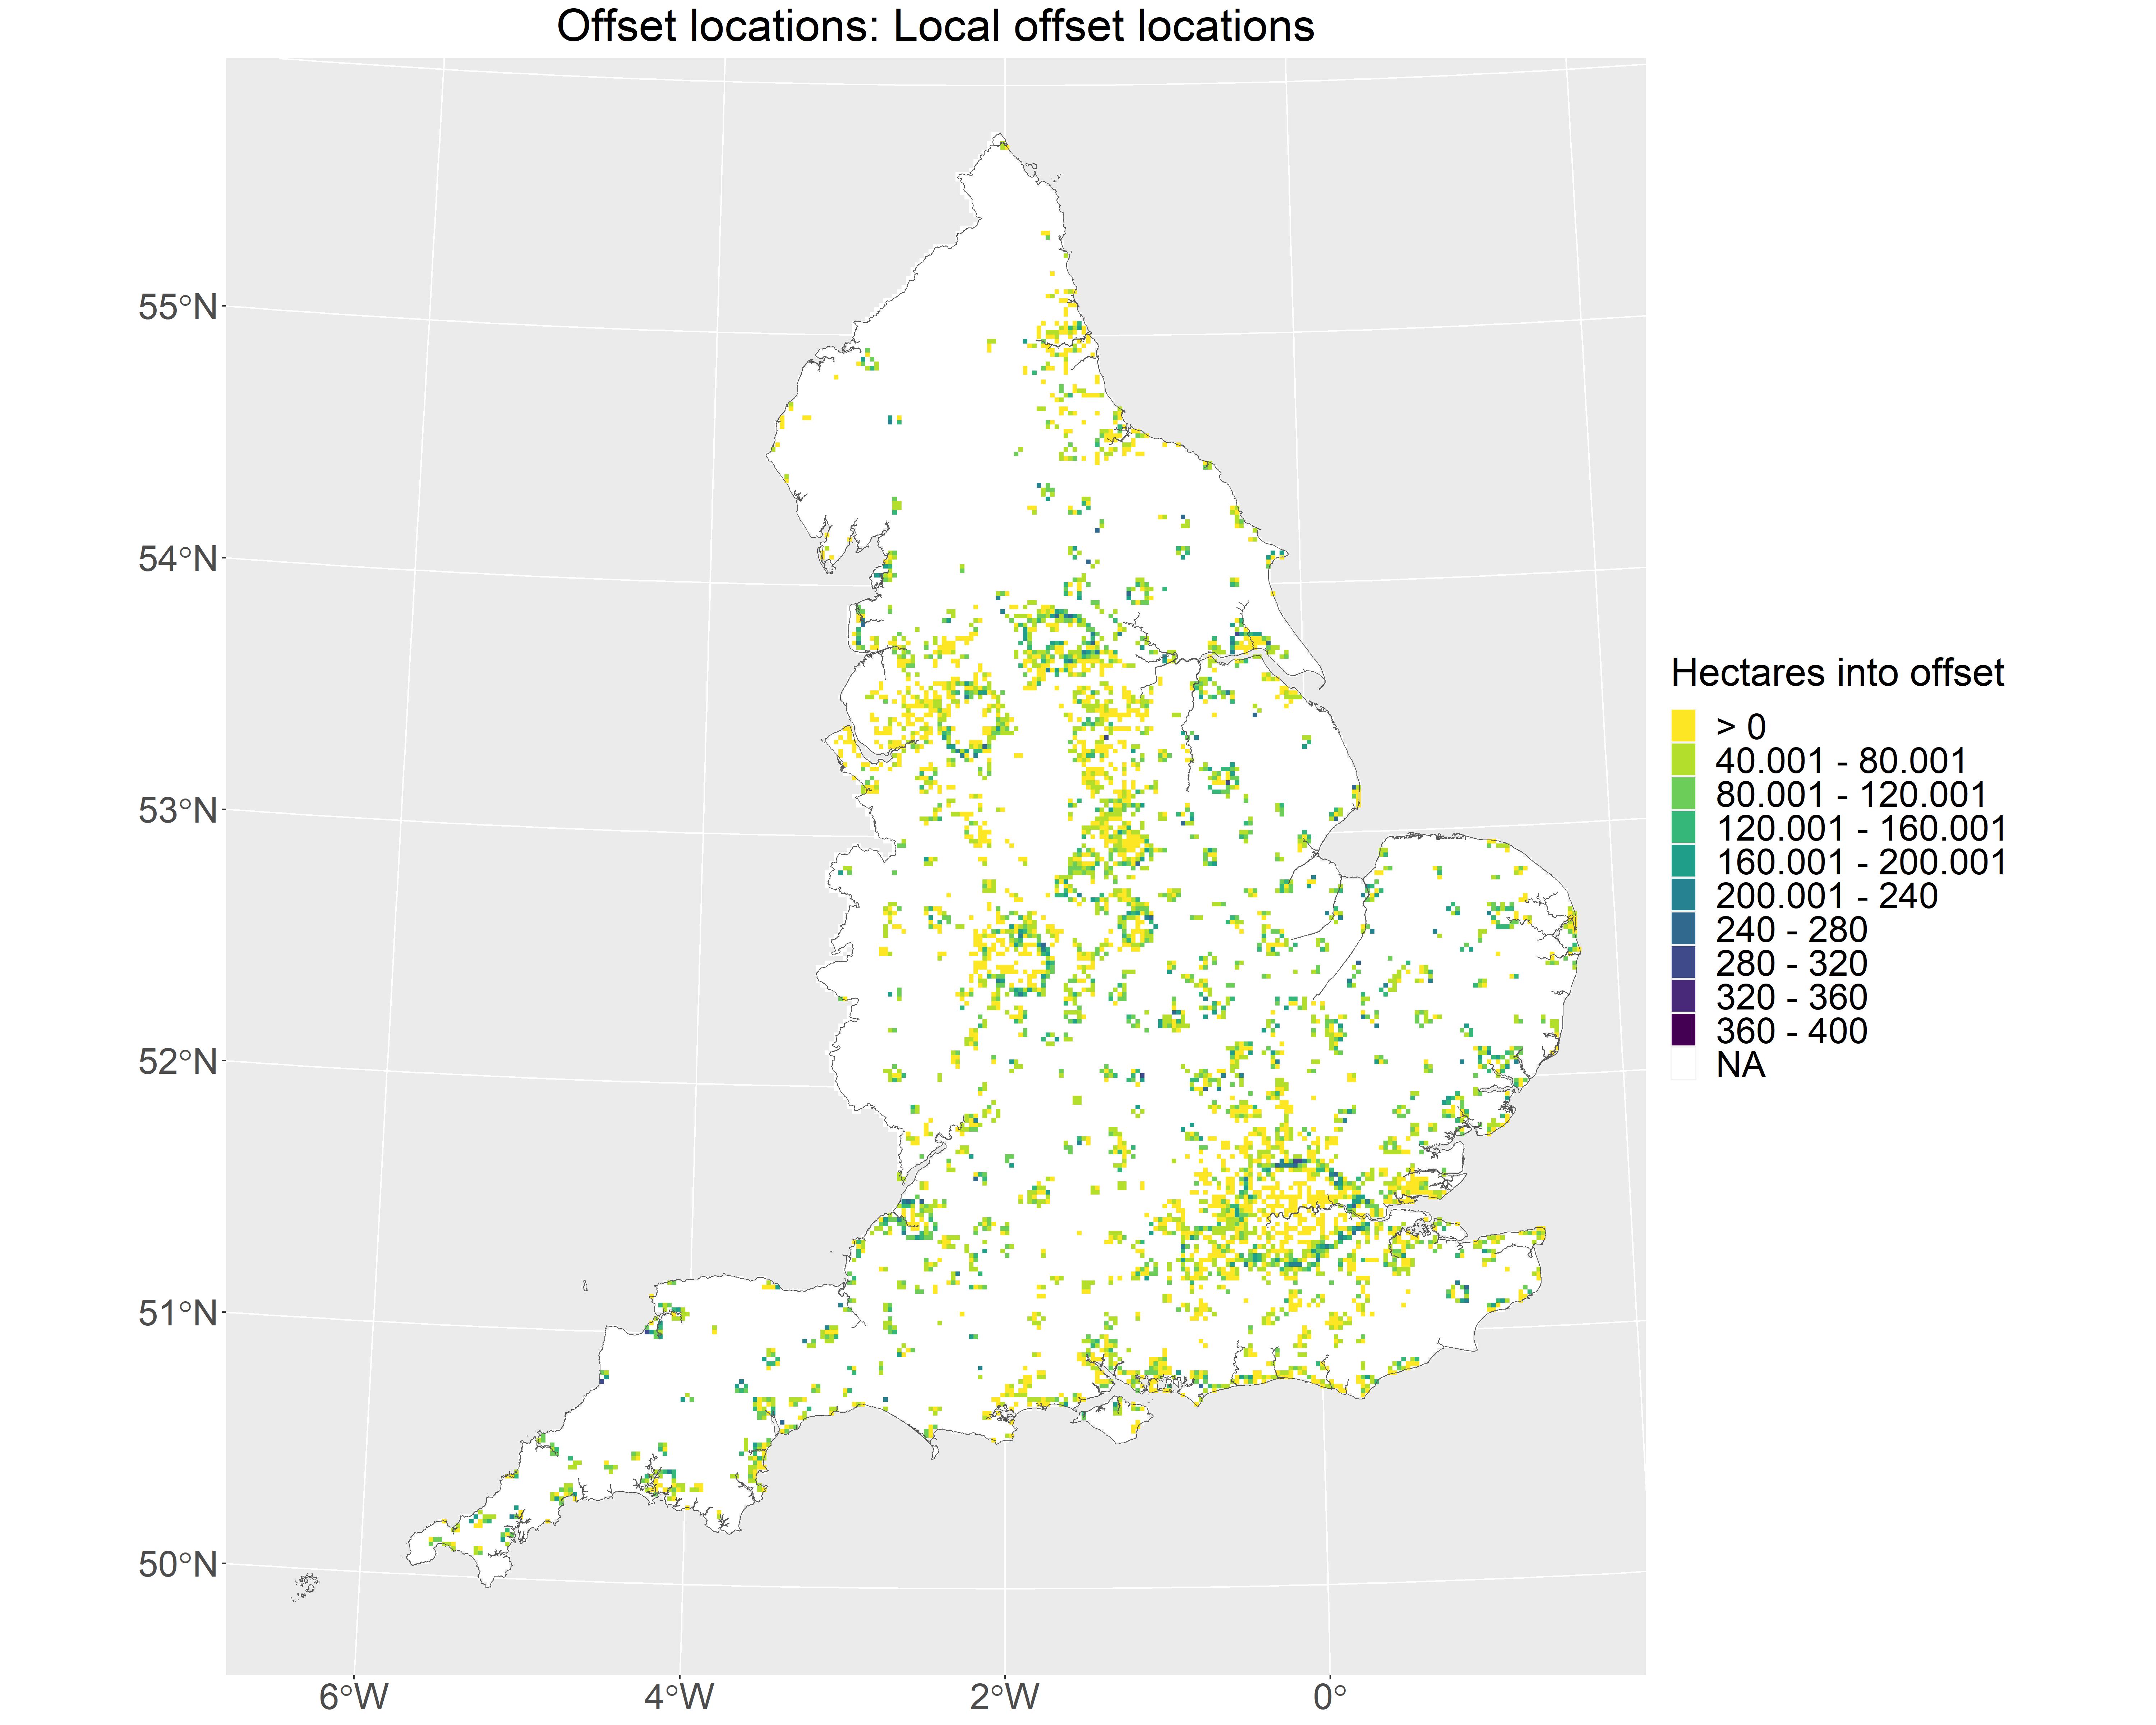 Offset locations: Local offset locations
55°N
54°N
53°N
52°N
51°N
50°N
6°W
4°W
2°W
0°
Hectares into offset
> 0
40.001 - 80.001
80.001 - 120.001
120.001 - 160.001
160.001 - 200.001
200.001 - 240
240 - 280
280 - 320
320 - 360
360 - 400
NA